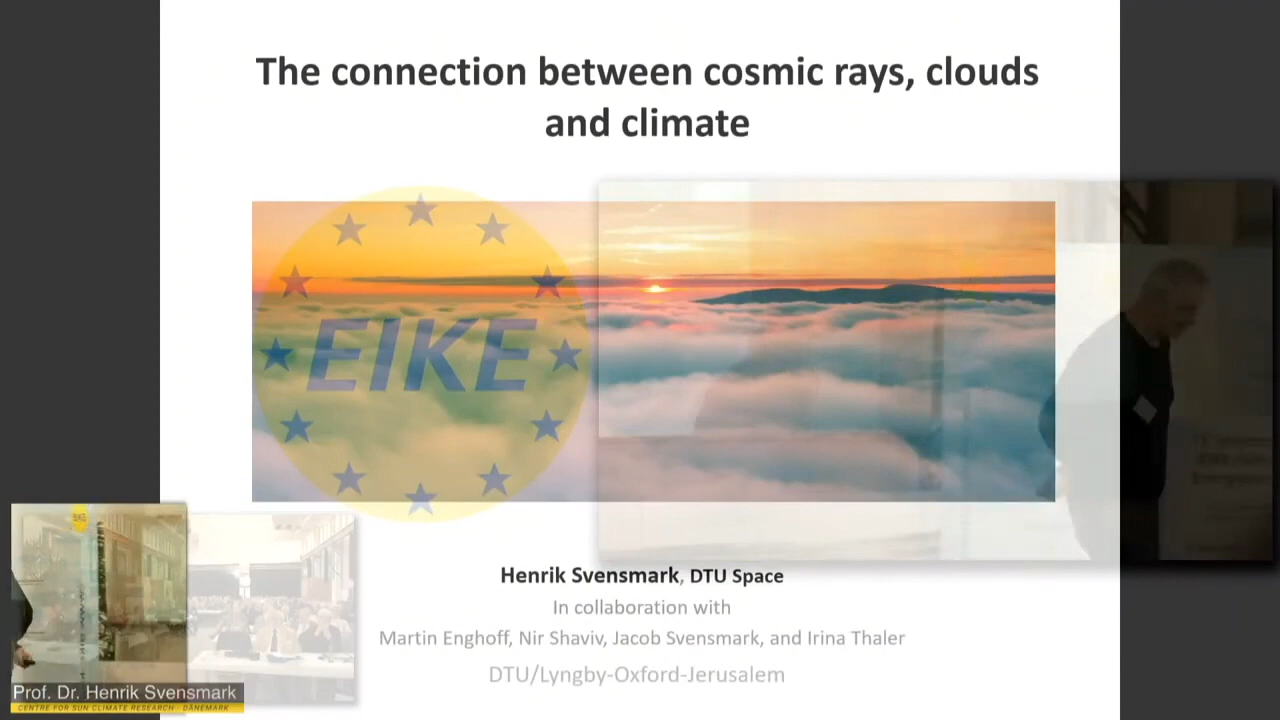 The connection between cosmic rays, clouds
and climate
EIKE
Henrik Svensmark, DTU Space
In collaboration with
Martin Enghoff, Nir Shaviv, Jacob Svensmark, and Irina Thaler
DTU/Lyngby-Oxford-Jerusalem
Prof. Dr. Henrik Svensmark
CENTRE FOR SUN CLIMATE RESEARCH - DÄNEMARK